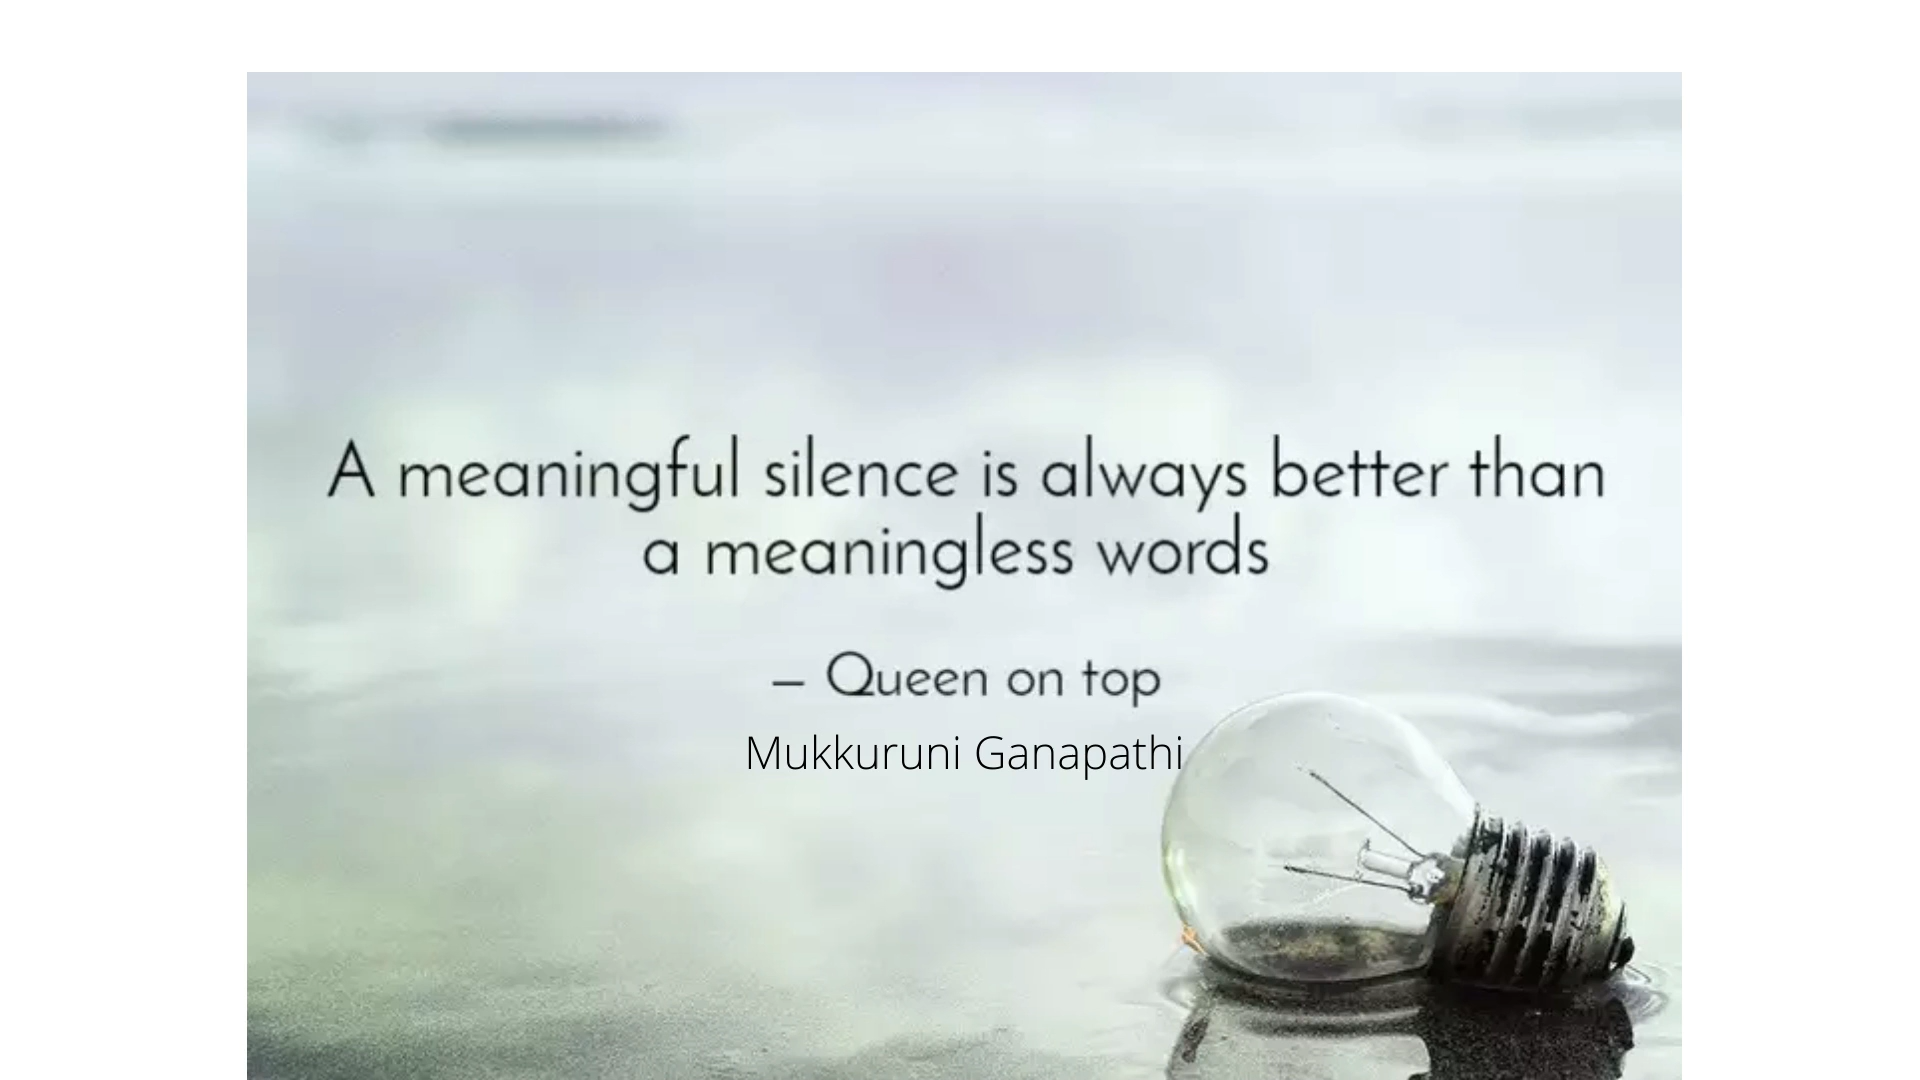 A meaningful silence is always better than
a meaningless words
– Queen on top
Mukkuruni Ganapathi